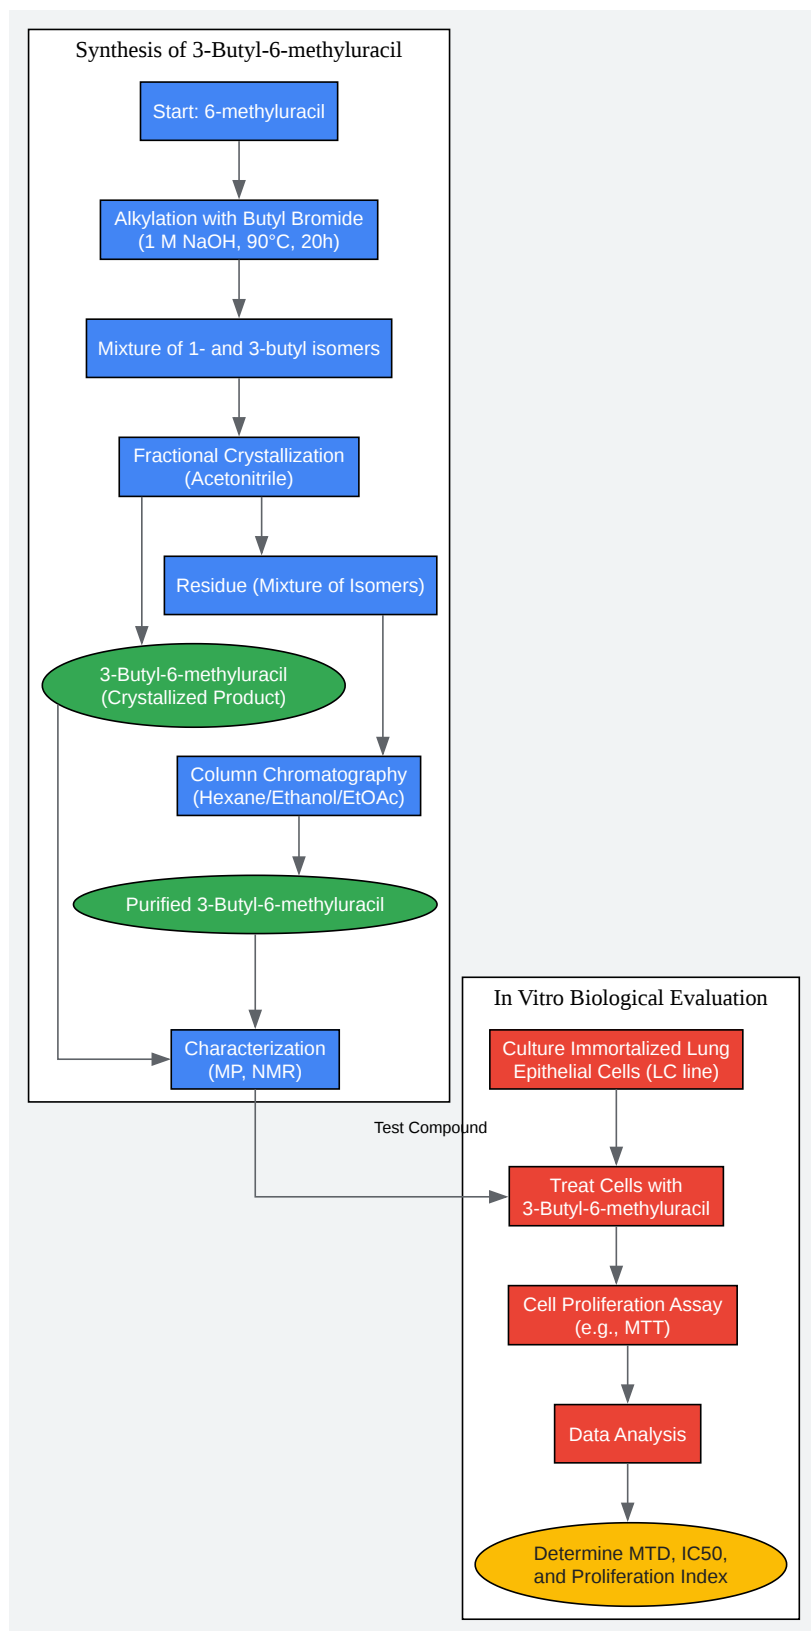 Synthesis of 3-Butyl-6-methyluracil
Start: 6-methyluracil
Alkylation with Butyl Bromide
(1 M NaOH, 90°C, 20h)
Mixture of 1- and 3-butyl isomers
Fractional Crystallization
(Acetonitrile)
Residue (Mixture of Isomers)
3-Butyl-6-methyluracil
(Crystallized Product)
Column Chromatography
(Hexane/Ethanol/EtOAc)
Purified 3-Butyl-6-methyluracil
Characterization
(MP, NMR)
Test Compound
In Vitro Biological Evaluation
Culture Immortalized Lung
Epithelial Cells (LC line)
Treat Cells with
3-Butyl-6-methyluracil
Cell Proliferation Assay
(e.g., MTT)
Data Analysis
Determine MTD, IC50,
and Proliferation Index